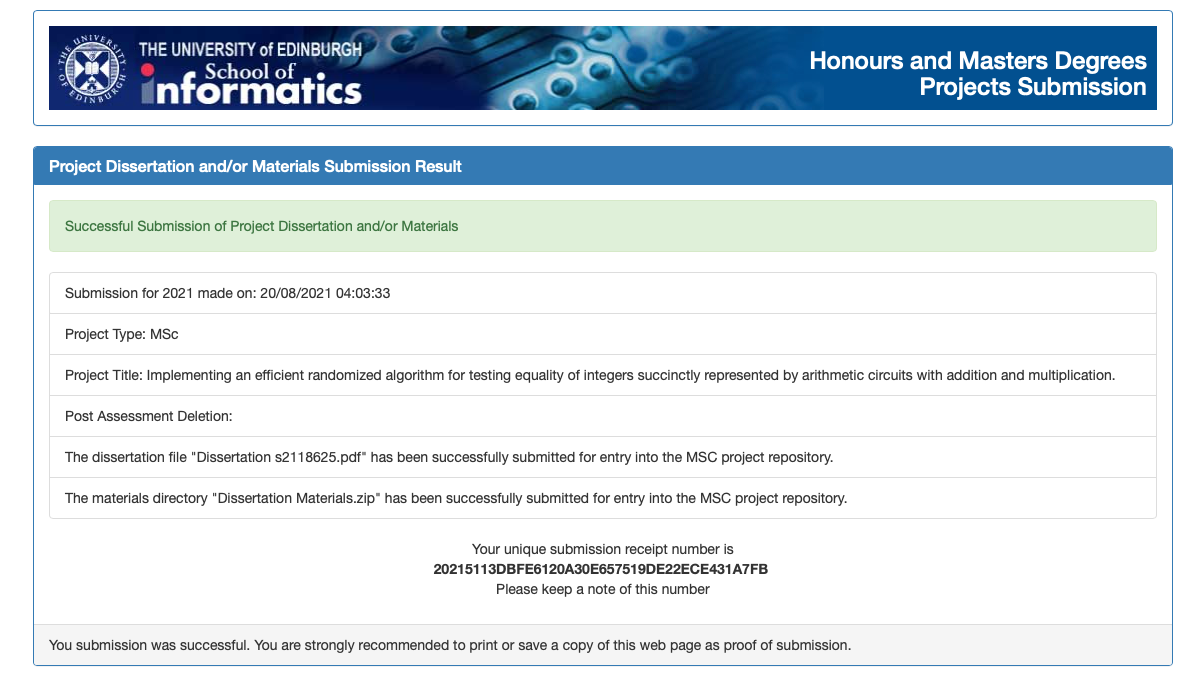 THE UNIVERSITY OF EDINBURGH
THE UNIVERSITY of EDINBURGH
School of
informatics
Honours and Masters Degrees
Projects Submission
Project Dissertation and/or Materials Submission Result
Successful Submission of Project Dissertation and/or Materials
Submission for 2021 made on: 20/08/2021 04:03:33
Project Type: MSc
Project Title: Implementing an efficient randomized algorithm for testing equality of integers succinctly represented by arithmetic circuits with addition and multiplication.
Post Assessment Deletion:
The dissertation file "Dissertation s2118625.pdf" has been successfully submitted for entry into the MSC project repository.
The materials directory "Dissertation Materials.zip" has been successfully submitted for entry into the MSC project repository.
Your unique submission receipt number is
20215113DBFE6120A30E657519DE22ECE431A7FB
Please keep a note of this number
You submission was successful. You are strongly recommended to print or save a copy of this web page as proof of submission.